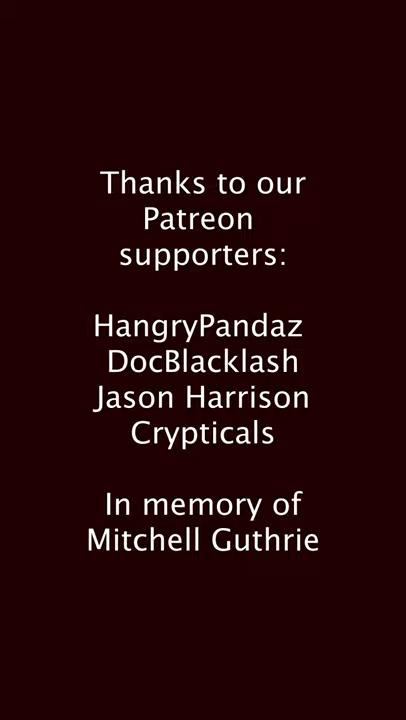 Thanks to our
Patreon
supporters:
HangryPandaz
DocBlacklash
Jason Harrison
Crypticals
In memory of
Mitchell Guthrie